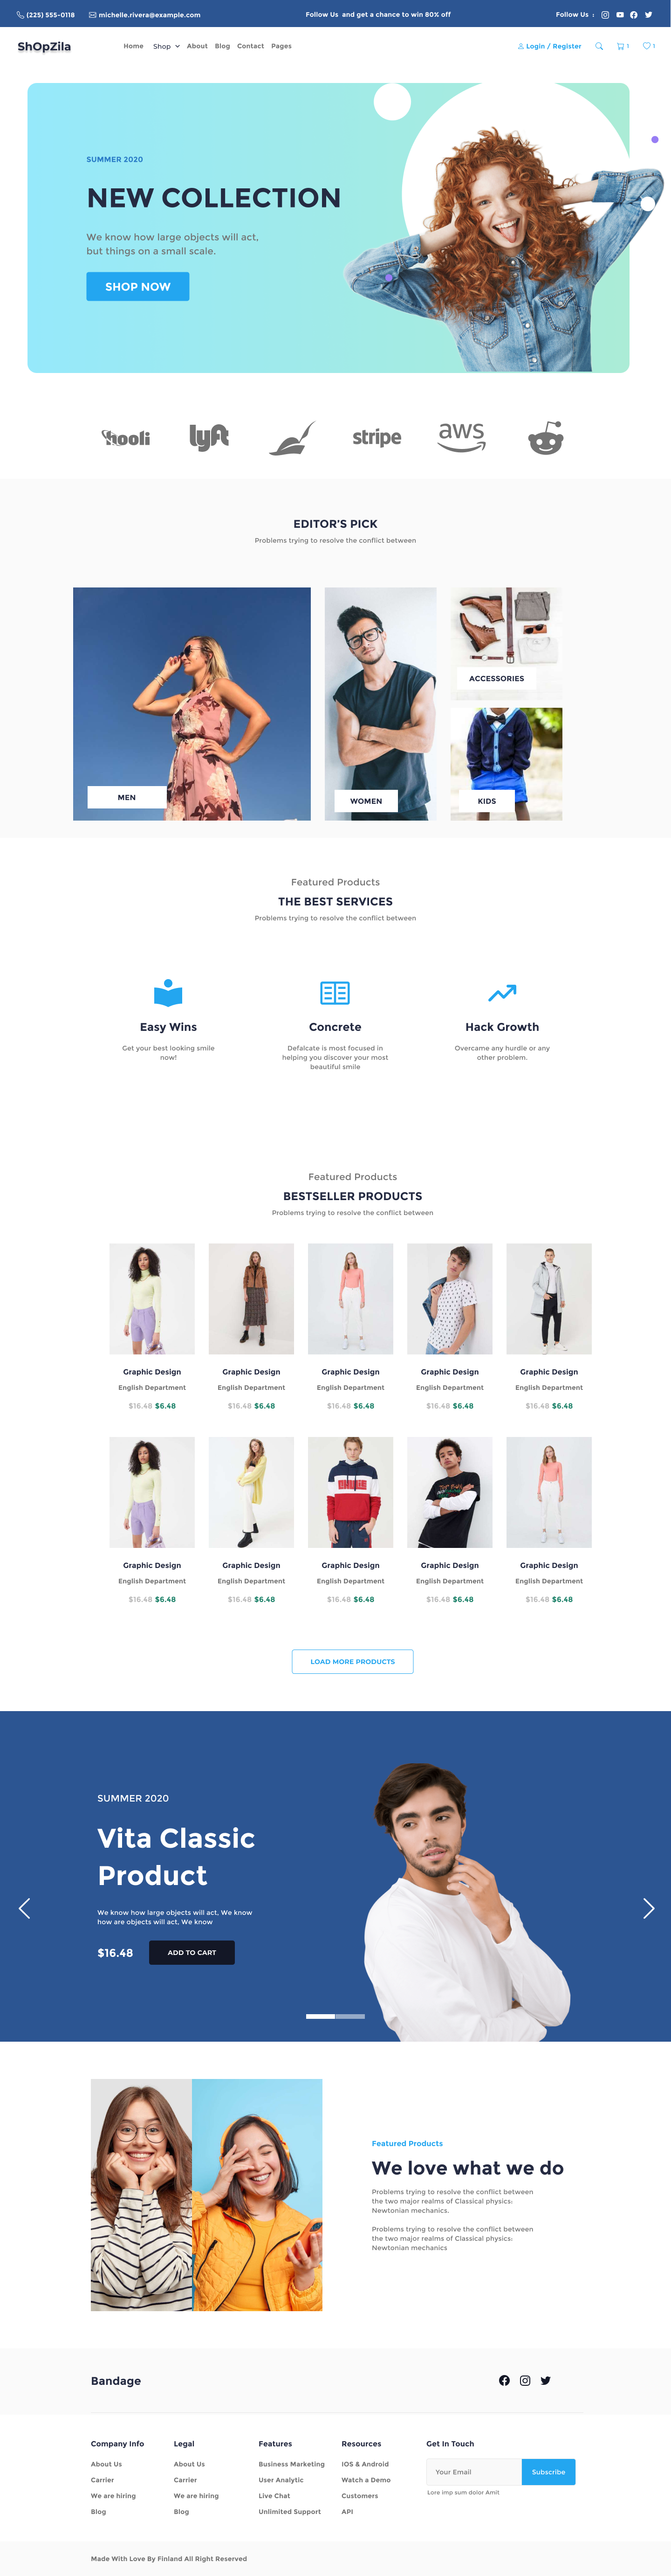 (225) 555-0118 michelle.rivera@example.com Follow Us and get a chance to win 80% off Follow Us :
ShOpZila Home Shop About Blog Contact Pages Login / Register 1 1
SUMMER 2020
NEW COLLECTION
We know how large objects will act,
but things on a small scale.
SHOP NOW
hooli lyft stripe aws
EDITOR'S PICK
Problems trying to resolve the conflict between
ACCESSORIES
MEN
WOMEN
KIDS
Featured Products
THE BEST SERVICES
Problems trying to resolve the conflict between
Easy Wins Concrete Hack Growth
Get your best looking smile Defalcate is most focused in Overcame any hurdle or any
now! helping you discover your most other problem.
beautiful smile
Featured Products
BESTSELLER PRODUCTS
Problems trying to resolve the conflict between
Graphic Design Graphic Design Graphic Design Graphic Design Graphic Design
English Department English Department English Department English Department English Department
$16.48 $6.48 $16.48 $6.48 $16.48 $6.48 $16.48 $6.48 $16.48 $6.48
Graphic Design Graphic Design Graphic Design Graphic Design Graphic Design
English Department English Department English Department English Department English Department
$16.48 $6.48 $16.48 $6.48 $16.48 $6.48 $16.48 $6.48 $16.48 $6.48
LOAD MORE PRODUCTS
SUMMER 2020
Vita Classic
Product
We know how large objects will act, We know
how are objects will act, We know
$16.48 ADD TO CART
Featured Products
We love what we do
Problems trying to resolve the conflict between
the two major realms of Classical physics:
Newtonian mechanics.
Problems trying to resolve the conflict between
the two major realms of Classical physics:
Newtonian mechanics
Bandage
Company Info Legal Features Resources Get In Touch
About Us About Us Business Marketing IOS & Android
Carrier Carrier User Analytic Watch a Demo
We are hiring We are hiring Live Chat Customers
Blog Blog Unlimited Support API
Your Email Subscribe
Lore imp sum dolor Amit
Made With Love By Finland All Right Reserved